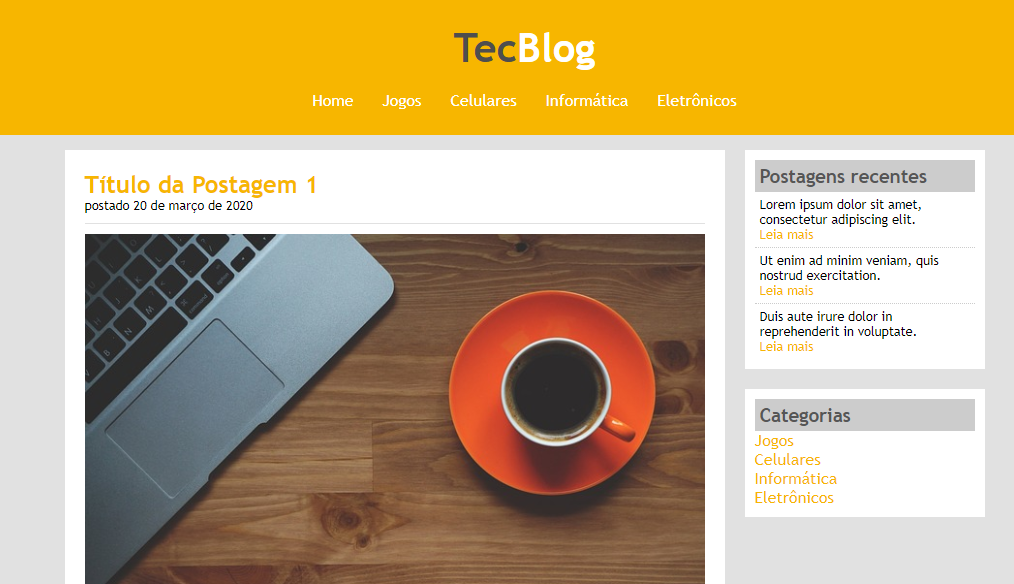 TecBlog
Home Jogos Celulares Informática Eletrônicos
Título da Postagem 1
postado 20 de março de 2020
Postagens recentes
Lorem ipsum dolor sit amet,
consectetur adipiscing elit.
Leia mais
Ut enim ad minim veniam, quis
nostrud exercitation.
Leia mais
Duis aute irure dolor in
reprehenderit in voluptate.
Leia mais
Categorias
Jogos
Celulares
Informática
Eletrônicos